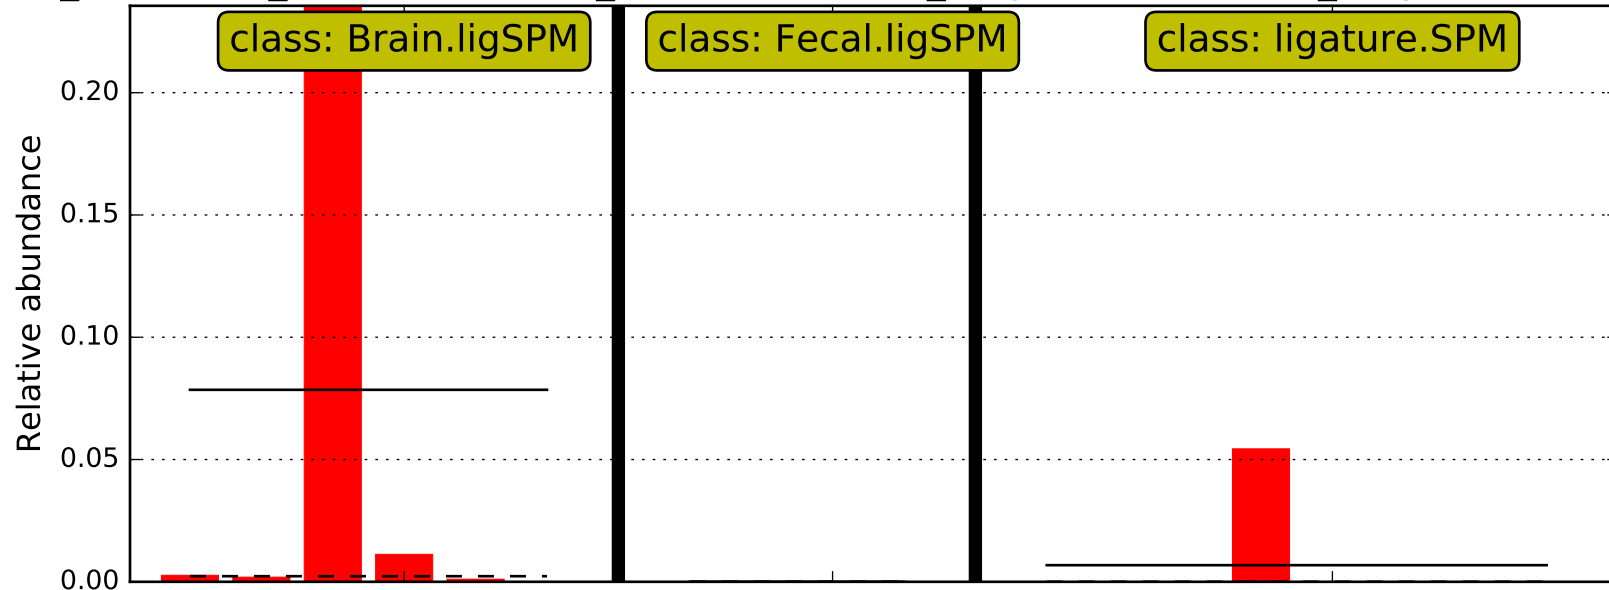 class: Brain.ligSPM
class: Fecal.ligSPM
class: ligature.SPM
Relative abundance
0.20
0.15
0.10
0.05
0.00